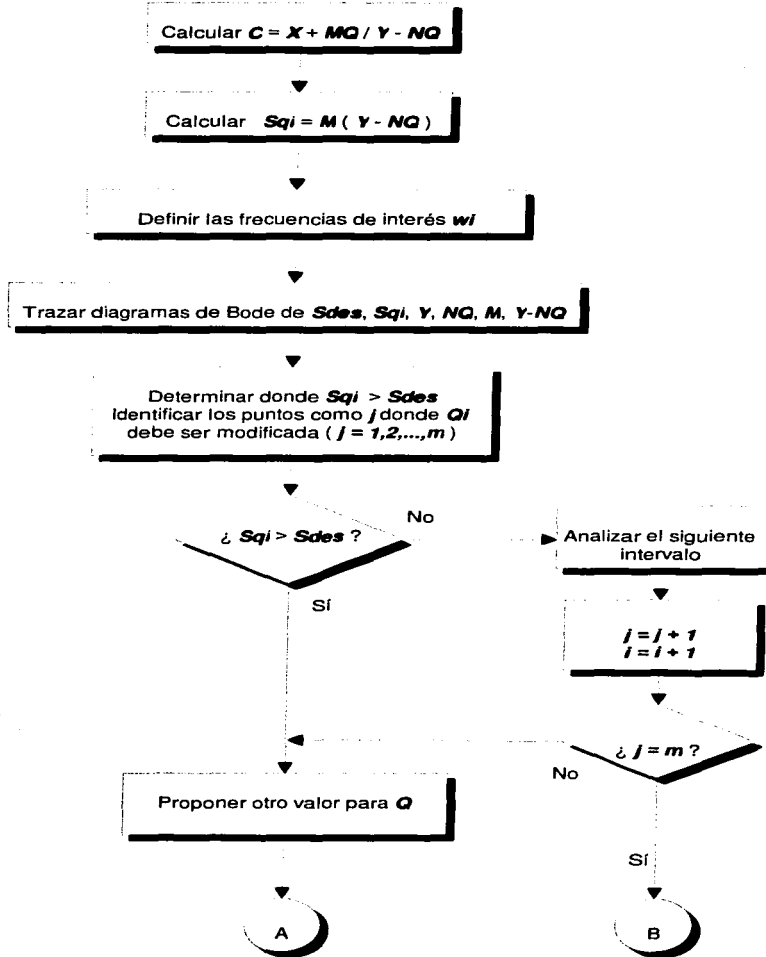 Calcular C = X + MQ / Y - NQ
Calcular Sqi = M ( Y - NQ )
Definir las frecuencias de interés wi
Trazar diagramas de Bode de Sdes, Sqi, Y, NQ, M, Y-NQ
Determinar donde Sqi > Sdes
Identificar los puntos como j donde Qi
debe ser modificada ( j = 1,2,...,m )
¿ Sqi > Sdes ?
No
Sí
Analizar el siguiente
intervalo
j = j + 1
i = i + 1
¿ j = m ?
No
Sí
Proponer otro valor para Q
A
B